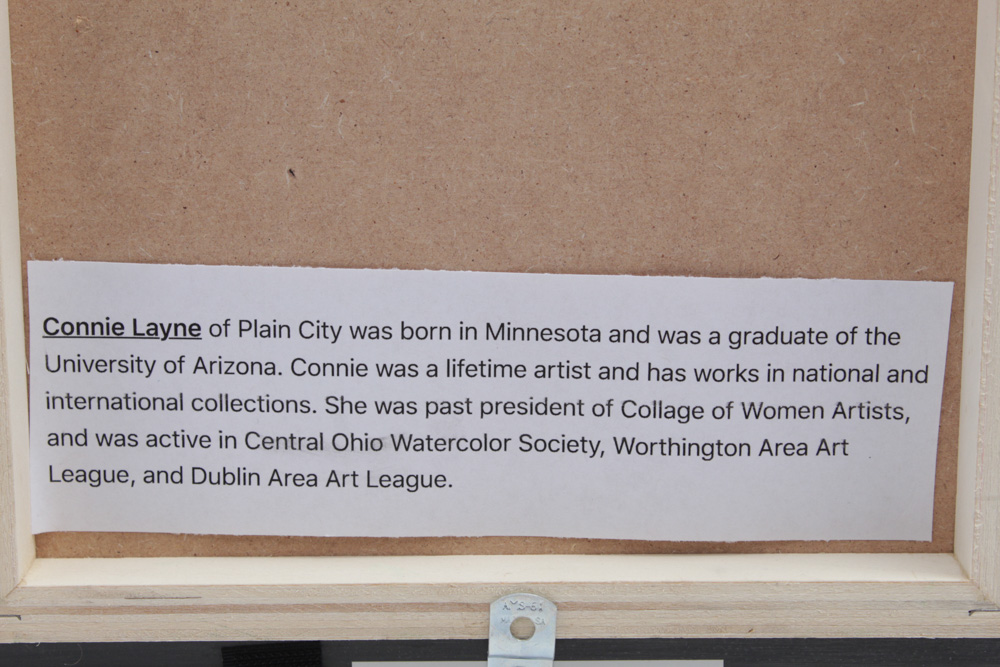 Connie Layne of Plain City was born in Minnesota and was a graduate of the
University of Arizona. Connie was a lifetime artist and has works in national and
international collections. She was past president of Collage of Women Artists,
and was active in Central Ohio Watercolor Society, Worthington Area Art
League, and Dublin Area Art League.